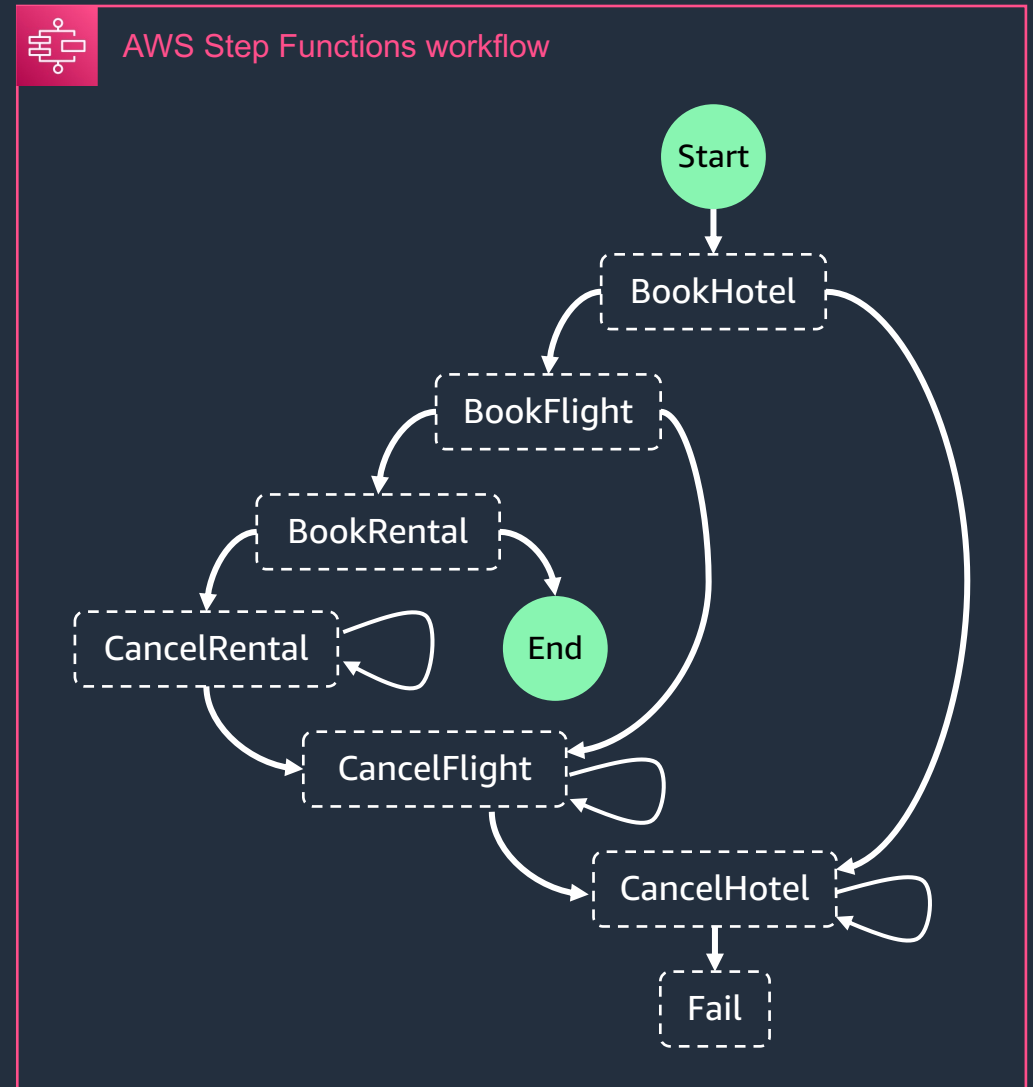 AWS Step Functions workflow
Start
BookHotel
BookFlight
BookRental
CancelRental
End
CancelFlight
CancelHotel
Fail